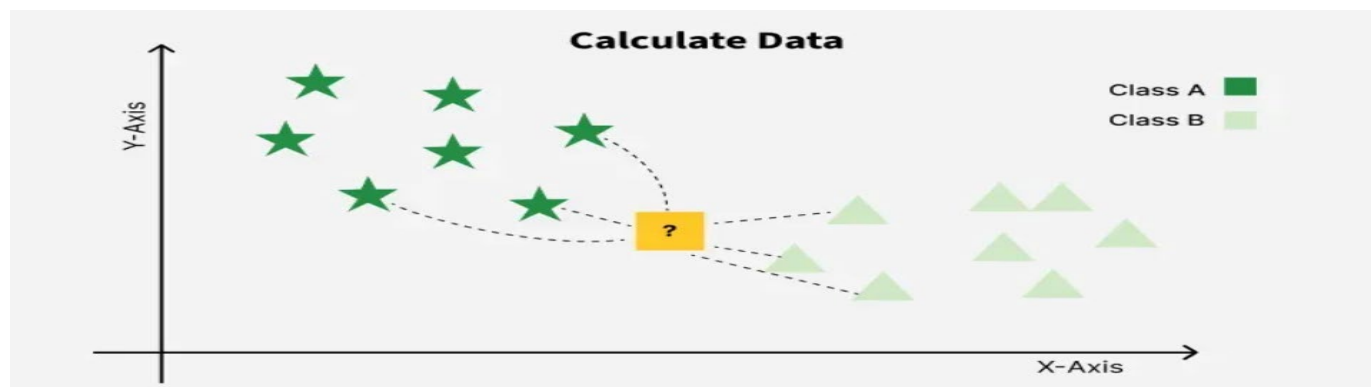 Calculate Data
Y-Axis
Class A
Class B
?
X-Axis